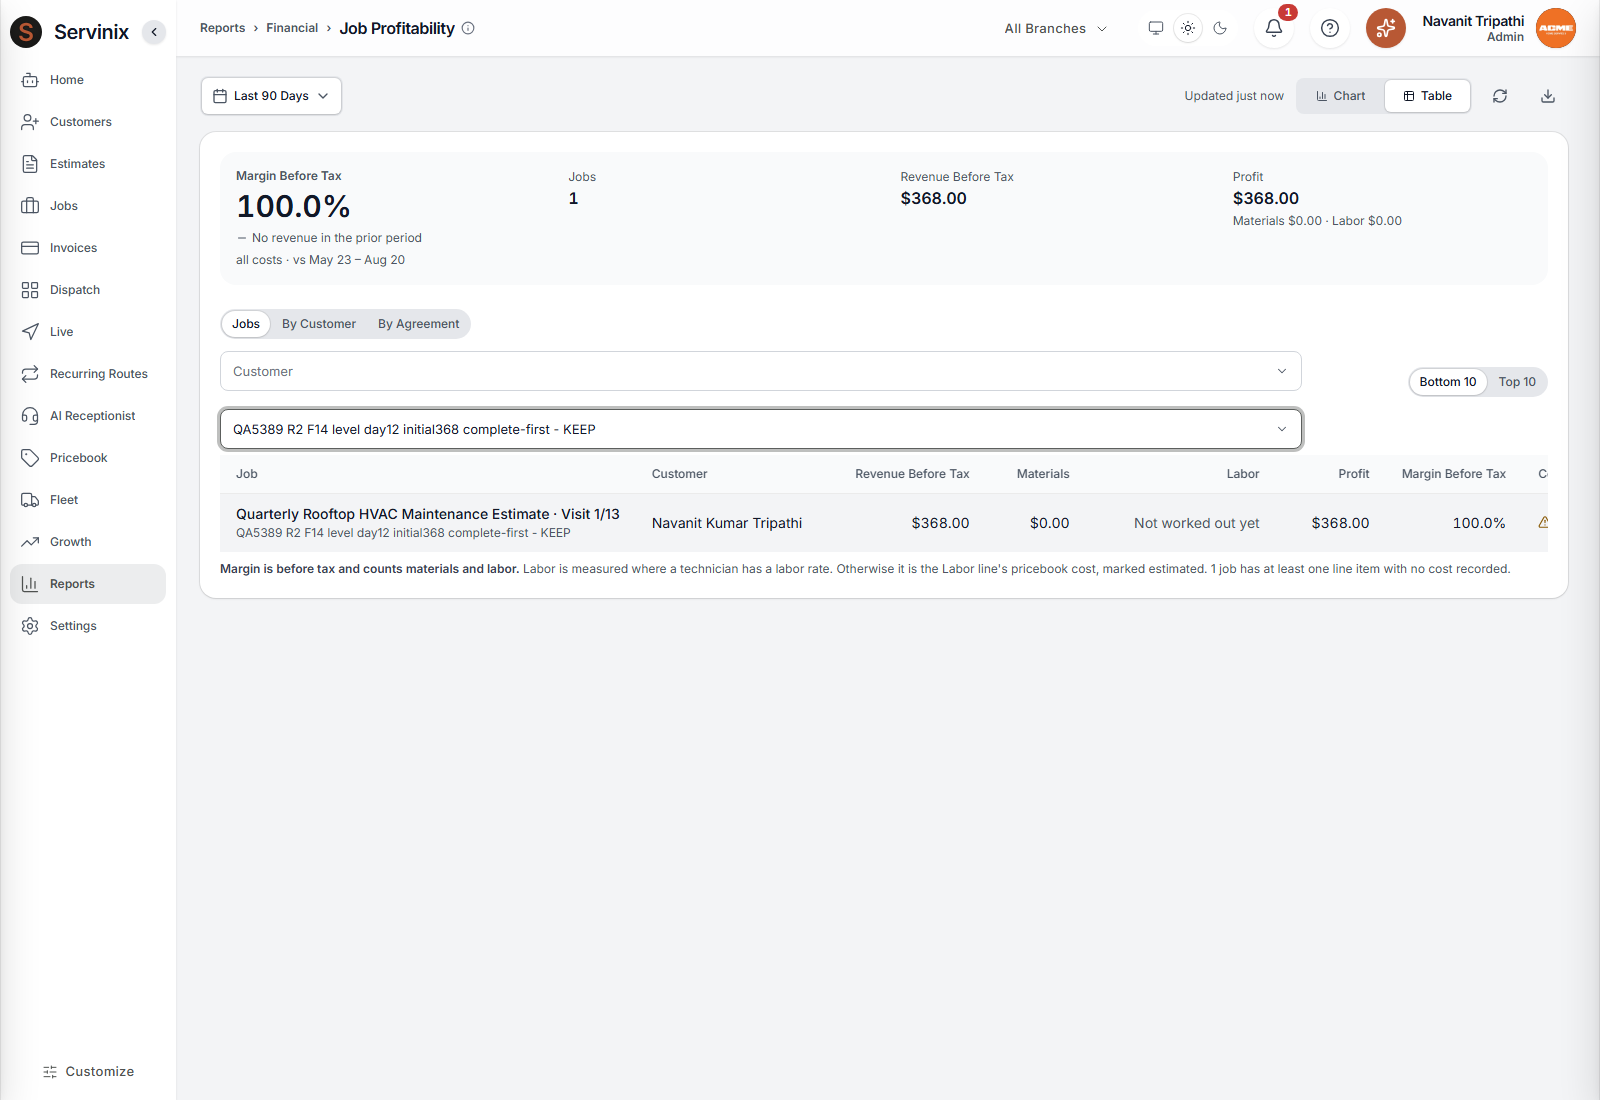 Servinix
Reports › Financial › Job Profitability
All Branches
1
Navanit Tripathi
Admin
ACME
Home
Customers
Estimates
Jobs
Invoices
Dispatch
Live
Recurring Routes
AI Receptionist
Pricebook
Fleet
Growth
Reports
Settings
Customize
Last 90 Days
Updated just now
Chart
Table
Margin Before Tax
100.0%
— No revenue in the prior period
all costs · vs May 23 – Aug 20
Jobs
1
Revenue Before Tax
$368.00
Profit
$368.00
Materials $0.00 · Labor $0.00
Jobs
By Customer
By Agreement
Customer
Bottom 10
Top 10
QA5389 R2 F14 level day12 initial368 complete-first - KEEP
Job Customer Revenue Before Tax Materials Labor Profit Margin Before Tax
Quarterly Rooftop HVAC Maintenance Estimate · Visit 1/13
QA5389 R2 F14 level day12 initial368 complete-first - KEEP
Navanit Kumar Tripathi $368.00 $0.00 Not worked out yet $368.00 100.0%
Margin is before tax and counts materials and labor. Labor is measured where a technician has a labor rate. Otherwise it is the Labor line's pricebook cost, marked estimated. 1 job has at least one line item with no cost recorded.